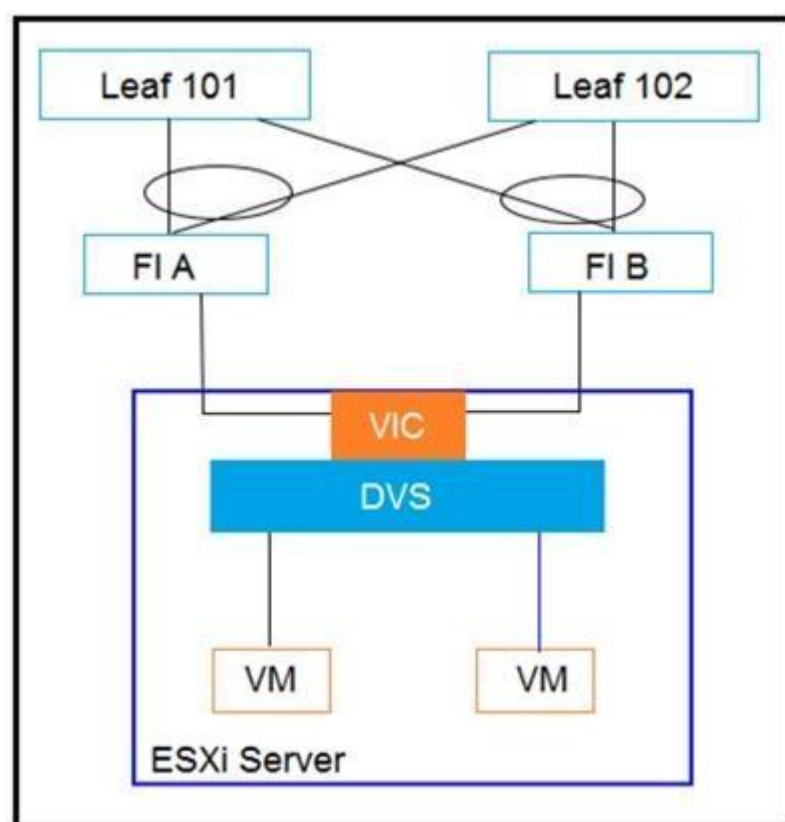 Leaf 101
Leaf 102
FI A
FI B
VIC
DVS
VM
VM
ESXi Server